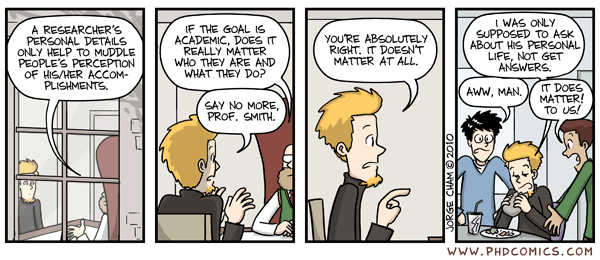 A RESEARCHER'S
PERSONAL DETAILS
ONLY HELP TO MUDDLE
PEOPLE'S PERCEPTION
OF HIS/HER ACCOM-
PLISHMENTS.
IF THE GOAL IS
ACADEMIC, DOES IT
REALLY MATTER
WHO THEY ARE AND
WHAT THEY DO?
SAY NO MORE,
PROF. SMITH.
YOU'RE ABSOLUTELY
RIGHT. IT DOESN'T
MATTER AT ALL.
I WAS ONLY
SUPPOSED TO ASK
ABOUT HIS PERSONAL
LIFE, NOT GET
ANSWERS.
AWW, MAN.
IT DOES
MATTER!
TO US!
JORGE CHAM © 2010
WWW.PHDCOMICS.COM